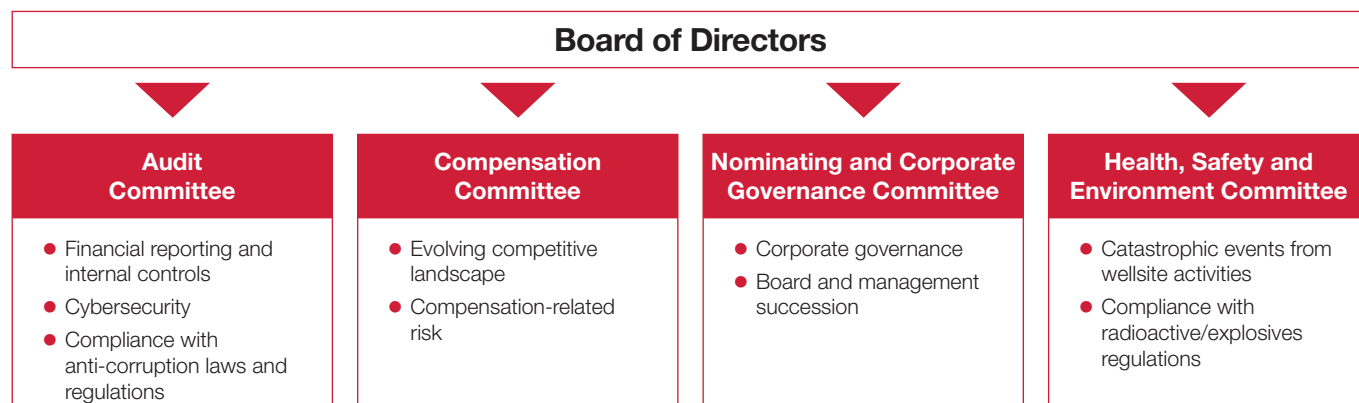 Board of Directors
Audit
Committee
● Financial reporting and
internal controls
● Cybersecurity
● Compliance with
anti-corruption laws and
regulations
Compensation
Committee
● Evolving competitive
landscape
● Compensation-related
risk
Nominating and Corporate
Governance Committee
● Corporate governance
● Board and management
succession
Health, Safety and
Environment Committee
● Catastrophic events from
wellsite activities
● Compliance with
radioactive/explosives
regulations